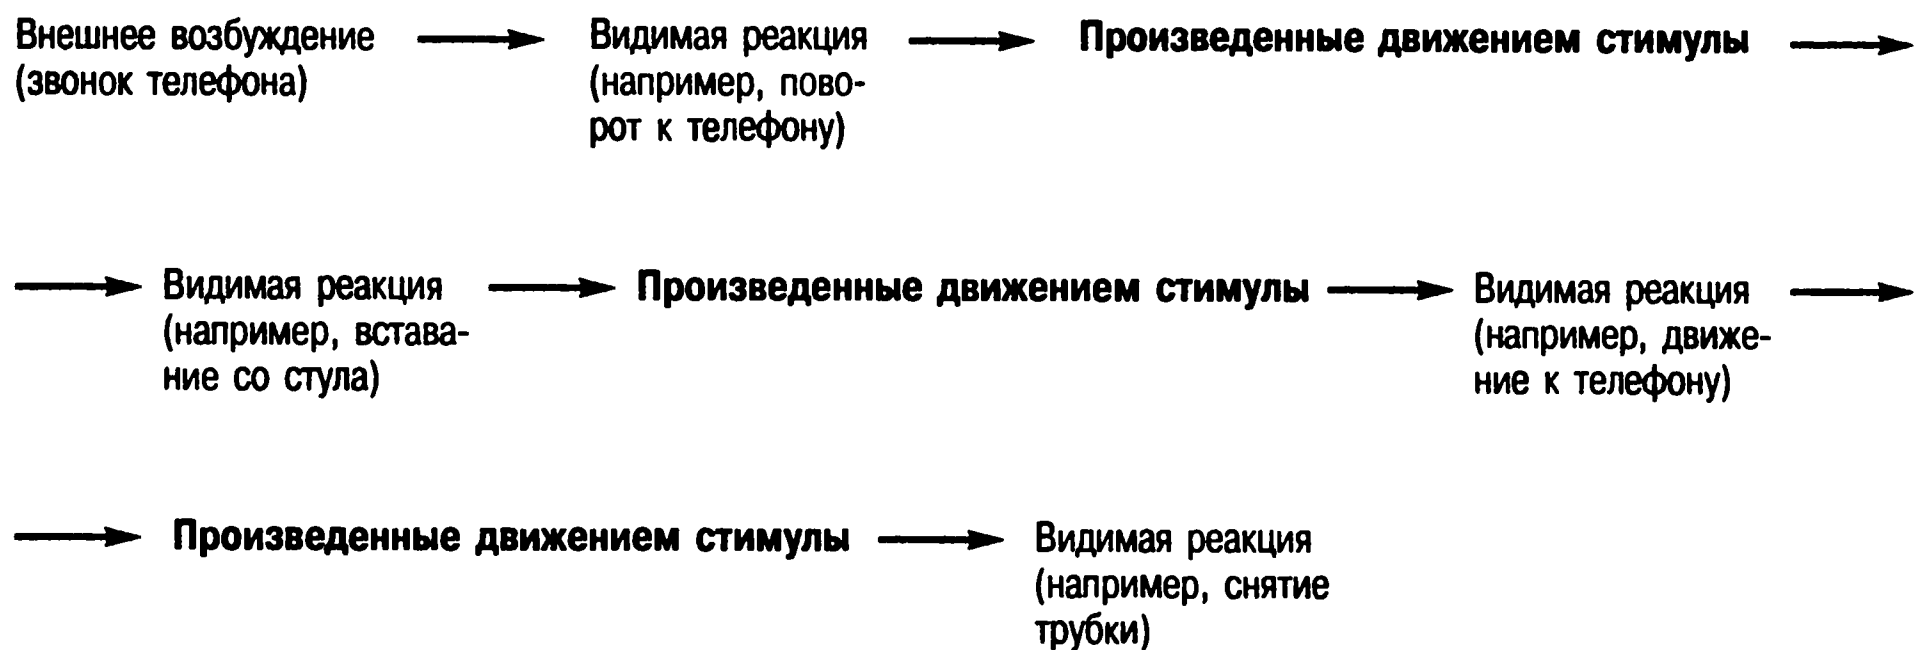 Внешнее возбуждение
(звонок телефона)
Видимая реакция
(например, пово-
рот к телефону)
Произведенные движением стимулы
Видимая реакция
(например, встава-
ние со стула)
Произведенные движением стимулы
Видимая реакция
(например, движе-
ние к телефону)
Произведенные движением стимулы
Видимая реакция
(например, снятие
трубки)